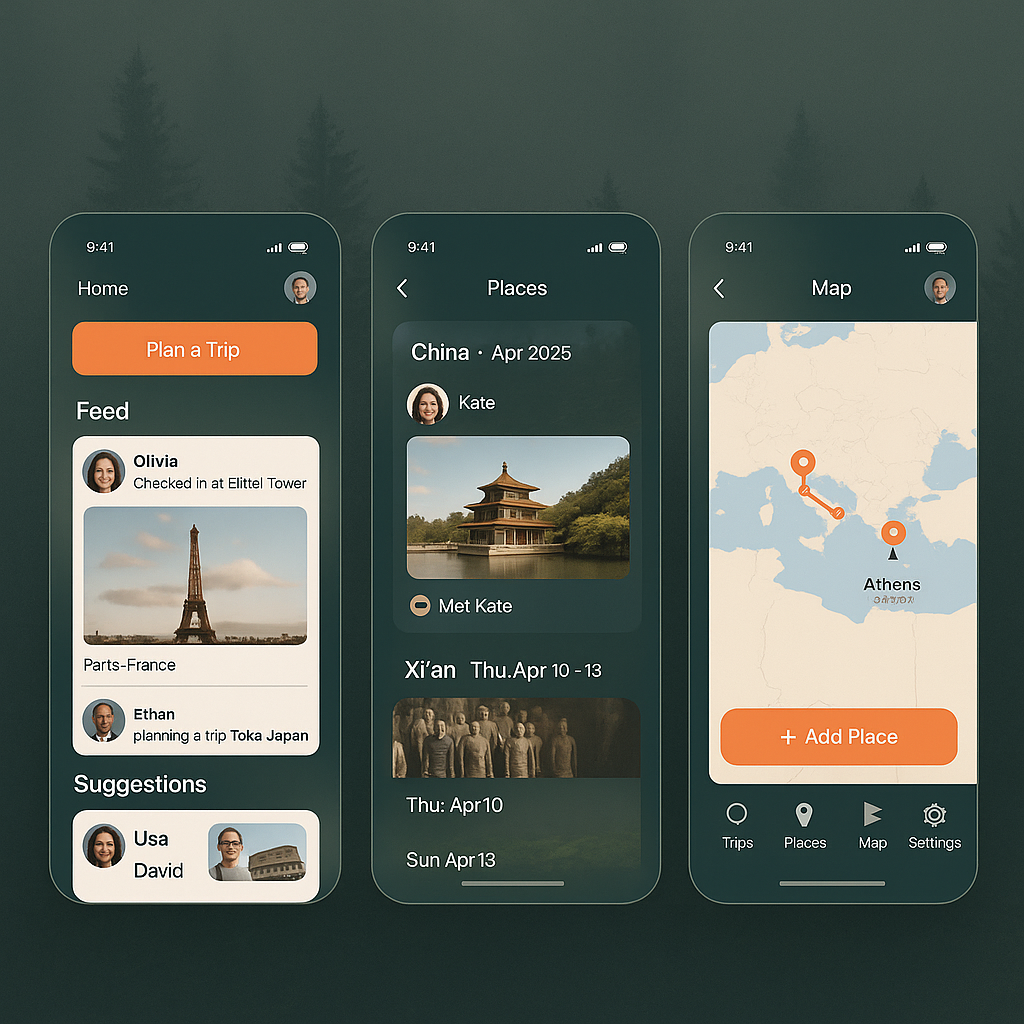 9:41
Home
Plan a Trip
Feed
Olivia
Checked in at Elittel Tower
Parts-France
Ethan
planning a trip Toka Japan
Suggestions
Usa
David
9:41
Places
China · Apr 2025
Kate
Met Kate
Xi’an Thu.Apr 10 - 13
Thu: Apr10
Sun Apr13
9:41
Map
Athens
+ Add Place
Trips
Places
Map
Settings